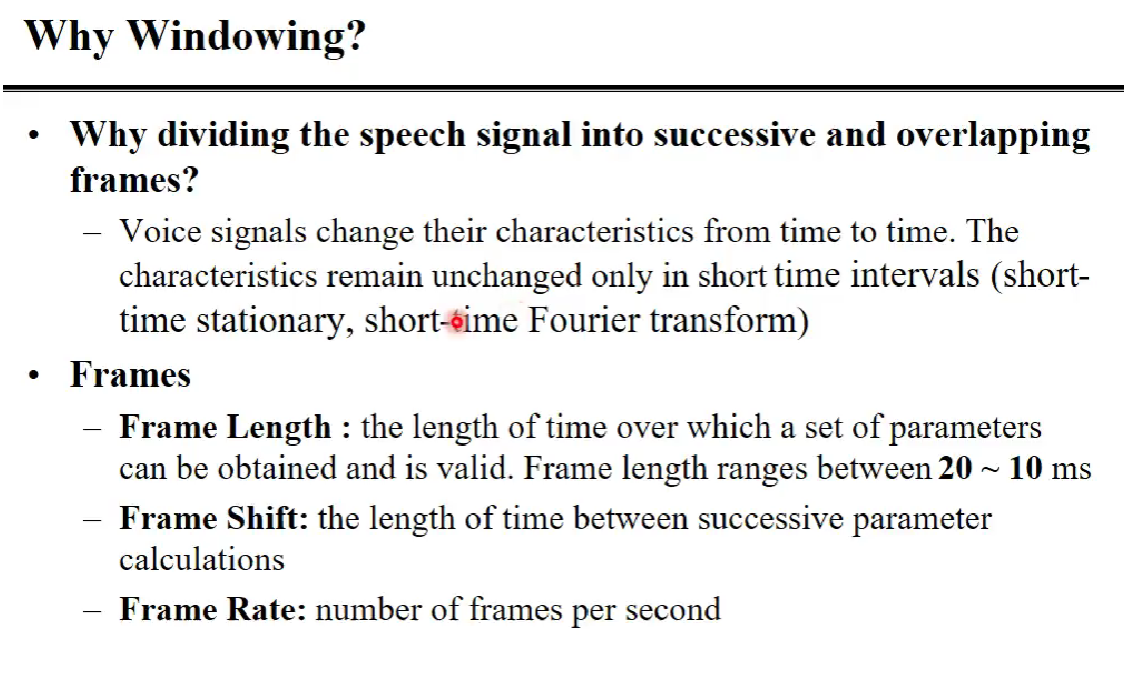 Why Windowing?
• Why dividing the speech signal into successive and overlapping
frames?
– Voice signals change their characteristics from time to time. The
characteristics remain unchanged only in short time intervals (short-
time stationary, short-time Fourier transform)
• Frames
– Frame Length : the length of time over which a set of parameters
can be obtained and is valid. Frame length ranges between 20 ~ 10 ms
– Frame Shift: the length of time between successive parameter
calculations
– Frame Rate: number of frames per second